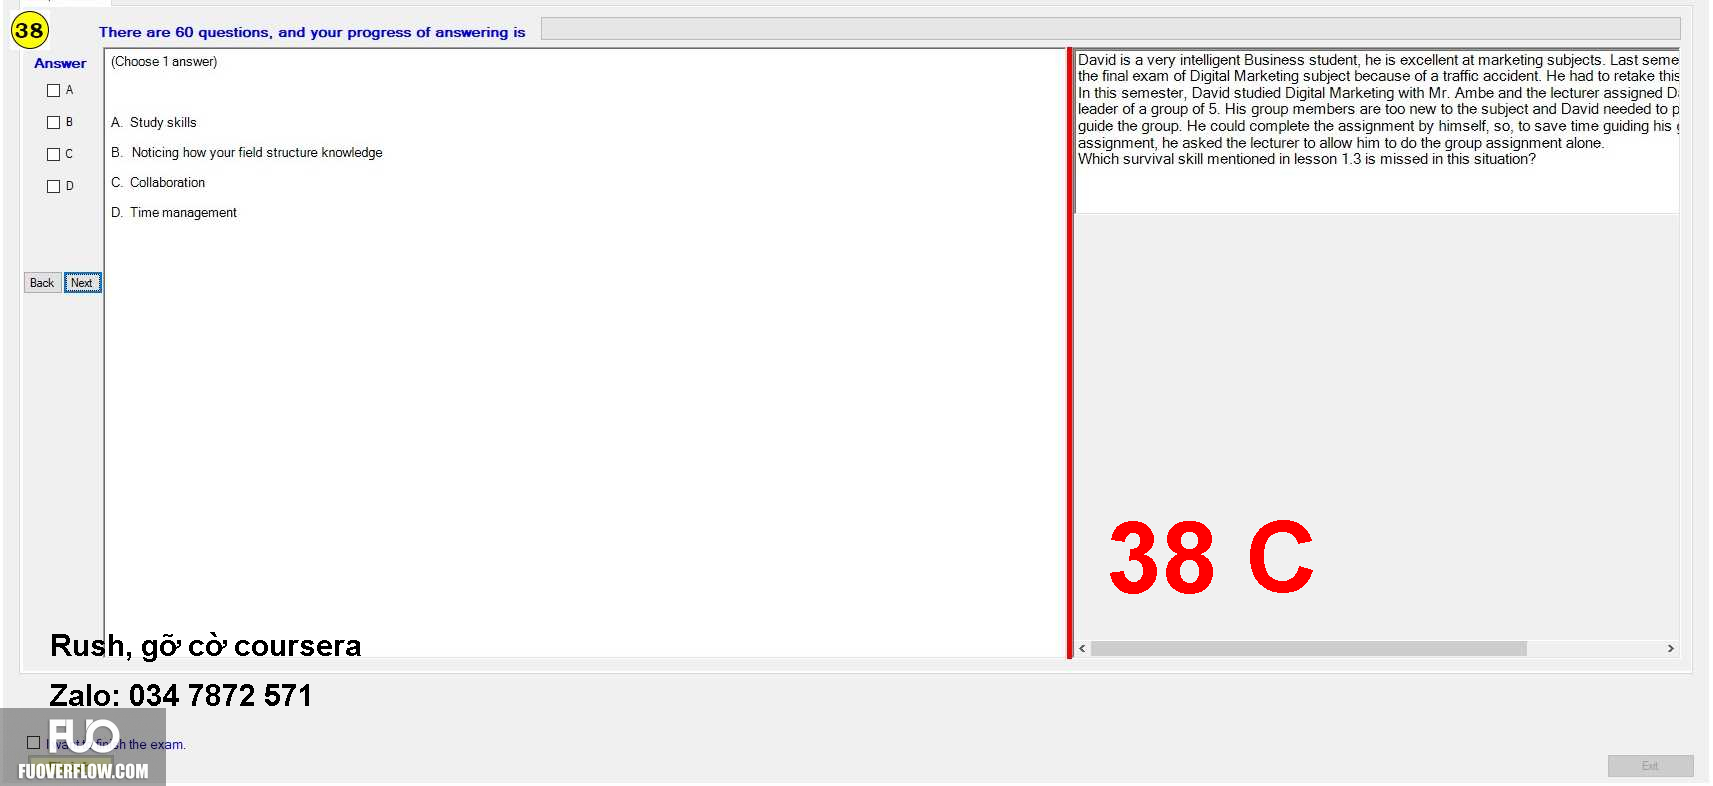 38
There are 60 questions, and your progress of answering is
Answer
A
B
C
D
Back Next
(Choose 1 answer)
A. Study skills
B. Noticing how your field structure knowledge
C. Collaboration
D. Time management
David is a very intelligent Business student, he is excellent at marketing subjects. Last seme
the final exam of Digital Marketing subject because of a traffic accident. He had to retake this
In this semester, David studied Digital Marketing with Mr. Ambe and the lecturer assigned D
leader of a group of 5. His group members are too new to the subject and David needed to p
guide the group. He could complete the assignment by himself, so, to save time guiding his
assignment, he asked the lecturer to allow him to do the group assignment alone.
Which survival skill mentioned in lesson 1.3 is missed in this situation?
38 C
Rush, gỡ cờ coursera
Zalo: 034 7872 571
I want to finish the exam.
FUO
FUOVERFLOW.COM
Exit